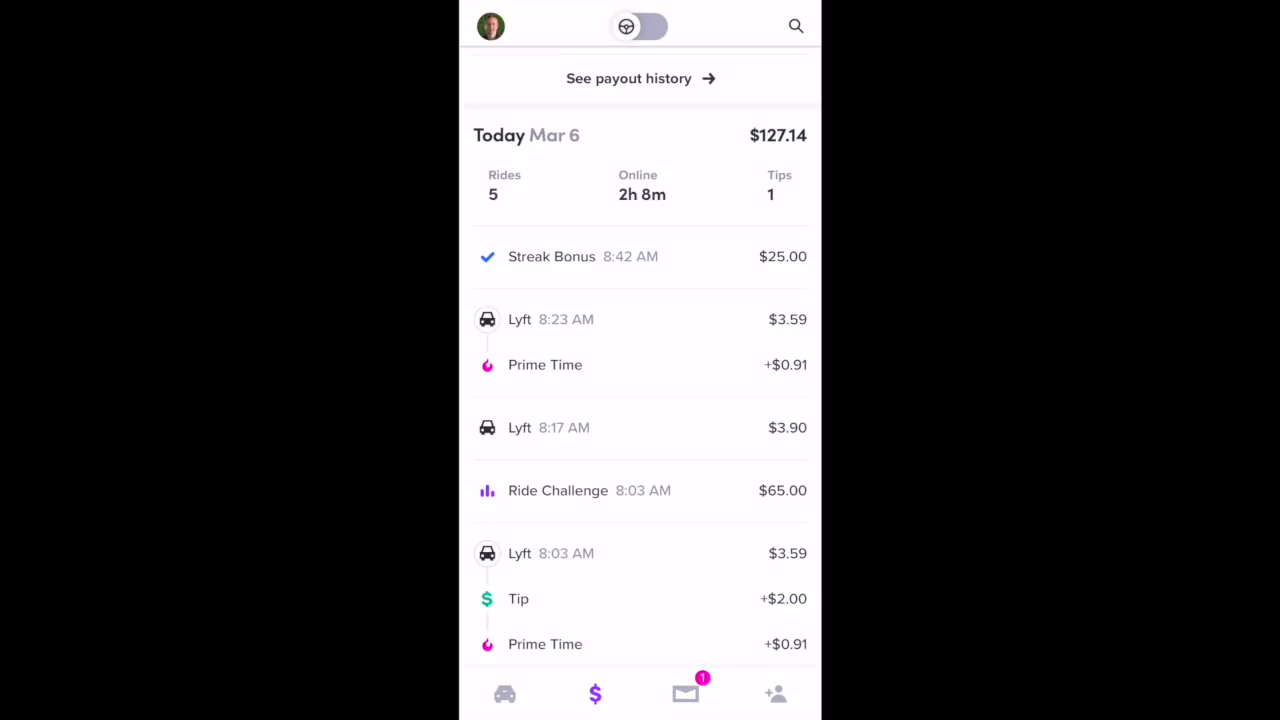 See payout history →
Today Mar 6 $127.14
Rides Online Tips
5 2h 8m 1
Streak Bonus 8:42 AM $25.00
Lyft 8:23 AM $3.59
Prime Time +$0.91
Lyft 8:17 AM $3.90
Ride Challenge 8:03 AM $65.00
Lyft 8:03 AM $3.59
$ Tip +$2.00
Prime Time +$0.91
$ 1